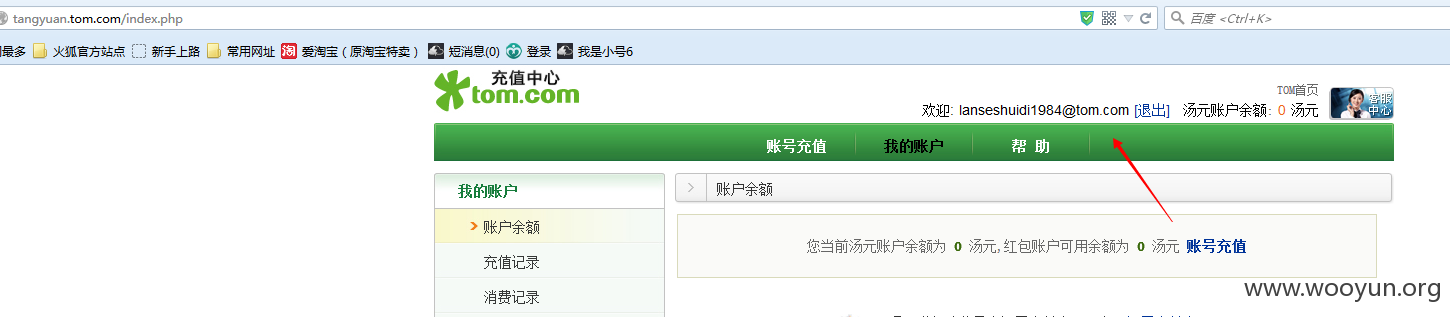 tangyuan.tom.com/index.php
百度 <Ctrl+K>
最多 火狐官方站点 新手上路 常用网址 爱淘宝（原淘宝特卖） 短消息(0) 登录 我是小号6
充值中心
tom.com
TOM首页
欢迎: lanseshuidi1984@tom.com [退出] 汤元账户余额: 0 汤元
客服中心
账号充值 我的账户 帮 助
我的账户
账户余额
账户余额
您当前汤元账户余额为 0 汤元,红包账户可用余额为 0 汤元 账号充值
充值记录
消费记录
www.wooyun.org